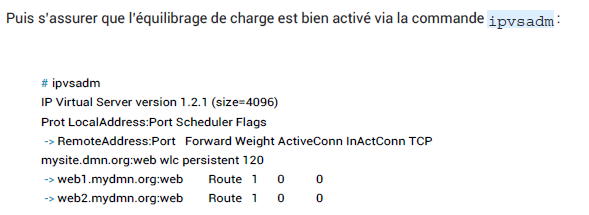 Puis s'assurer que l'équilibrage de charge est bien activé via la commande ipvsadm :
# ipvsadm
IP Virtual Server version 1.2.1 (size=4096)
Prot LocalAddress:Port Scheduler Flags
-> RemoteAddress:Port Forward Weight ActiveConn InActConn TCP
mysite.dmn.org:web wlc persistent 120
-> web1.mydmn.org:web Route 1 0 0
-> web2.mydmn.org:web Route 1 0 0